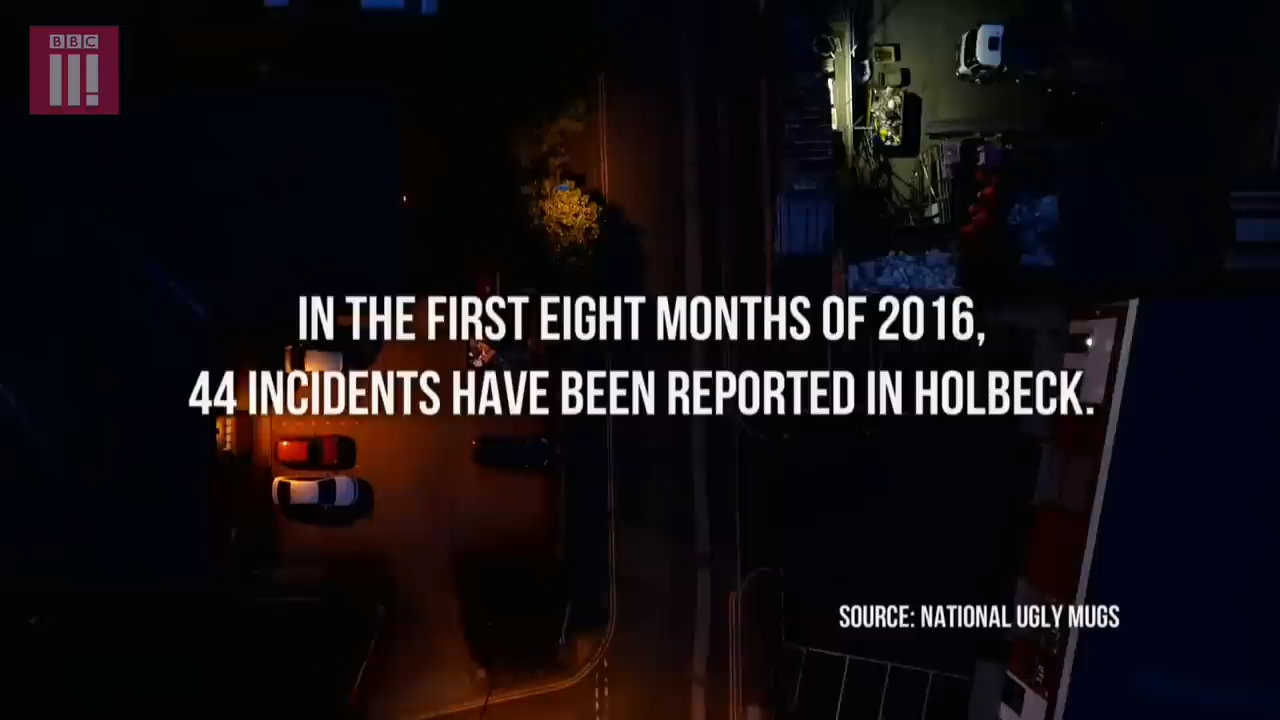 BBC
III!
IN THE FIRST EIGHT MONTHS OF 2016,
44 INCIDENTS HAVE BEEN REPORTED IN HOLBECK.
SOURCE: NATIONAL UGLY MUGS